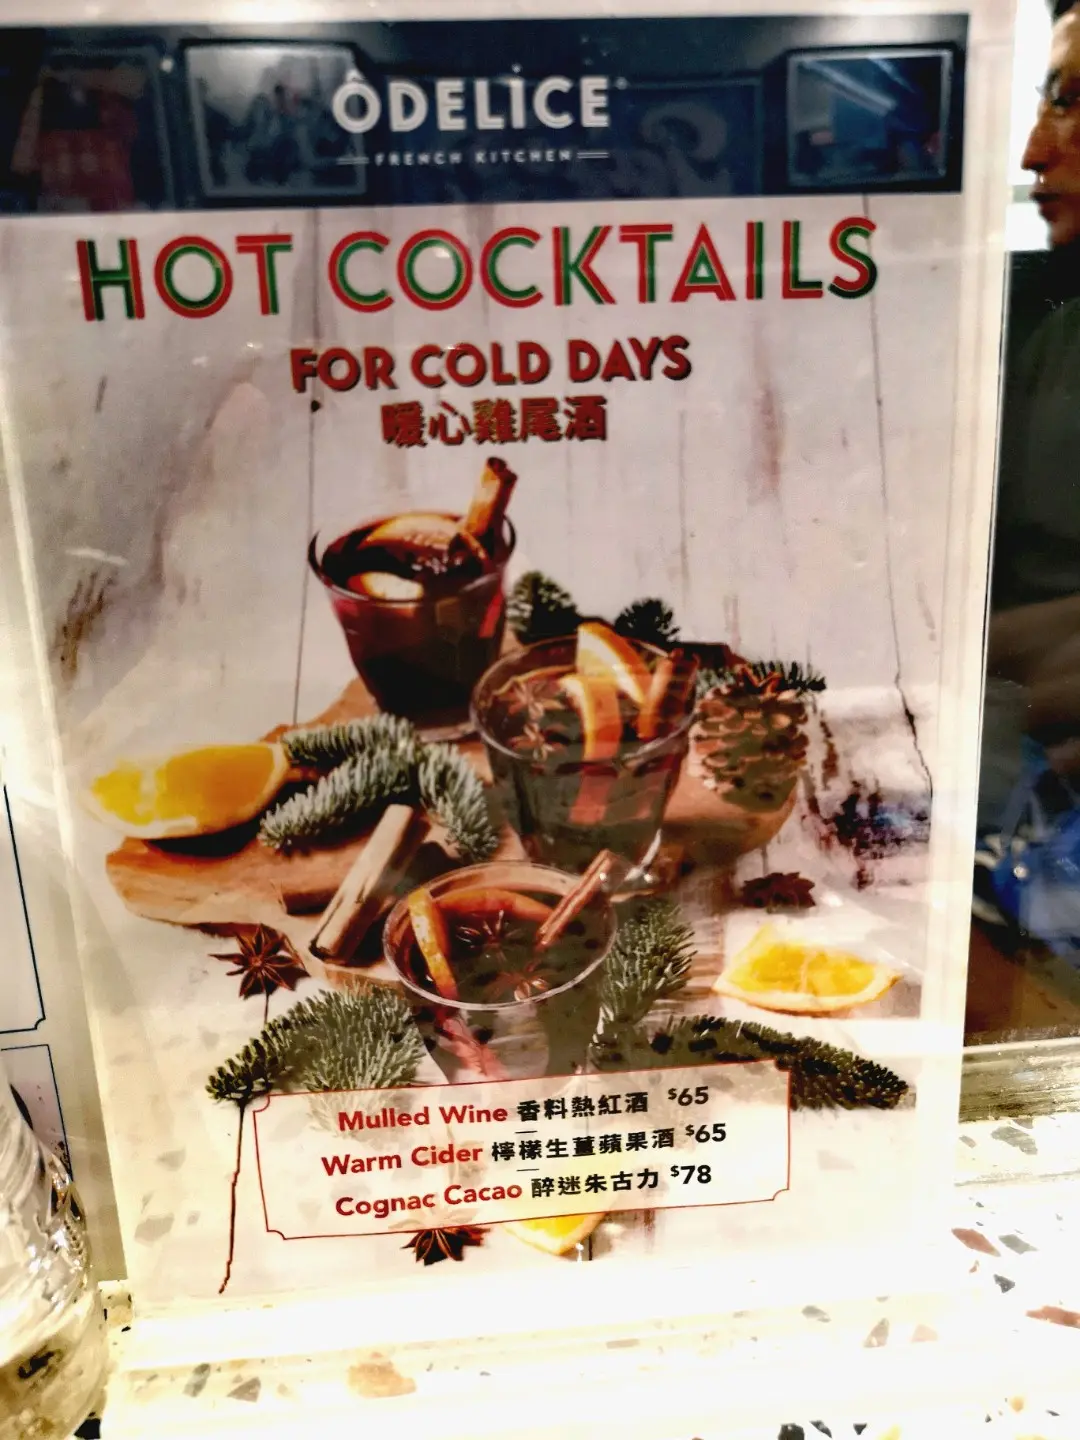 ÔDELICE
FRENCH KITCHEN
HOT COCKTAILS
FOR COLD DAYS
暖心雞尾酒
Mulled Wine 香料熱紅酒 $65
Warm Cider 檸檬生薑蘋果酒 $65
Cognac Cacao 醉迷朱古力 $78